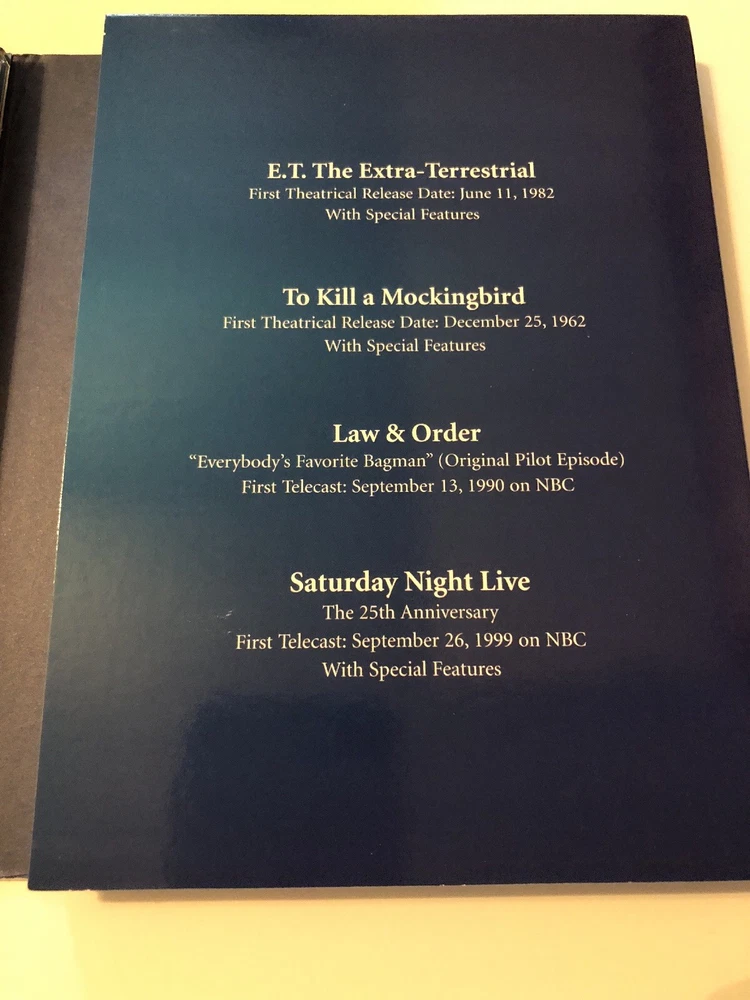 E.T. The Extra-Terrestrial
First Theatrical Release Date: June 11, 1982
With Special Features
To Kill a Mockingbird
First Theatrical Release Date: December 25, 1962
With Special Features
Law & Order
“Everybody’s Favorite Bagman” (Original Pilot Episode)
First Telecast: September 13, 1990 on NBC
Saturday Night Live
The 25th Anniversary
First Telecast: September 26, 1999 on NBC
With Special Features